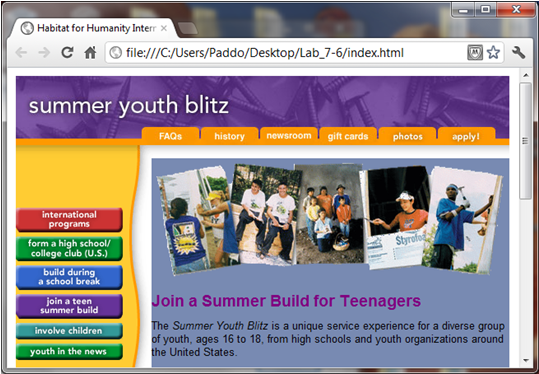 Habitat for Humanity Intern
file:///C:/Users/Paddo/Desktop/Lab_7-6/index.html
summer youth blitz
FAQs history newsroom gift cards photos apply!
international
programs
form a high school/
college club (U.S.)
build during
a school break
join a teen
summer build
involve children
youth in the news
Styrofoa
Join a Summer Build for Teenagers
The Summer Youth Blitz is a unique service experience for a diverse group
of youth, ages 16 to 18, from high schools and youth organizations around
the United States.